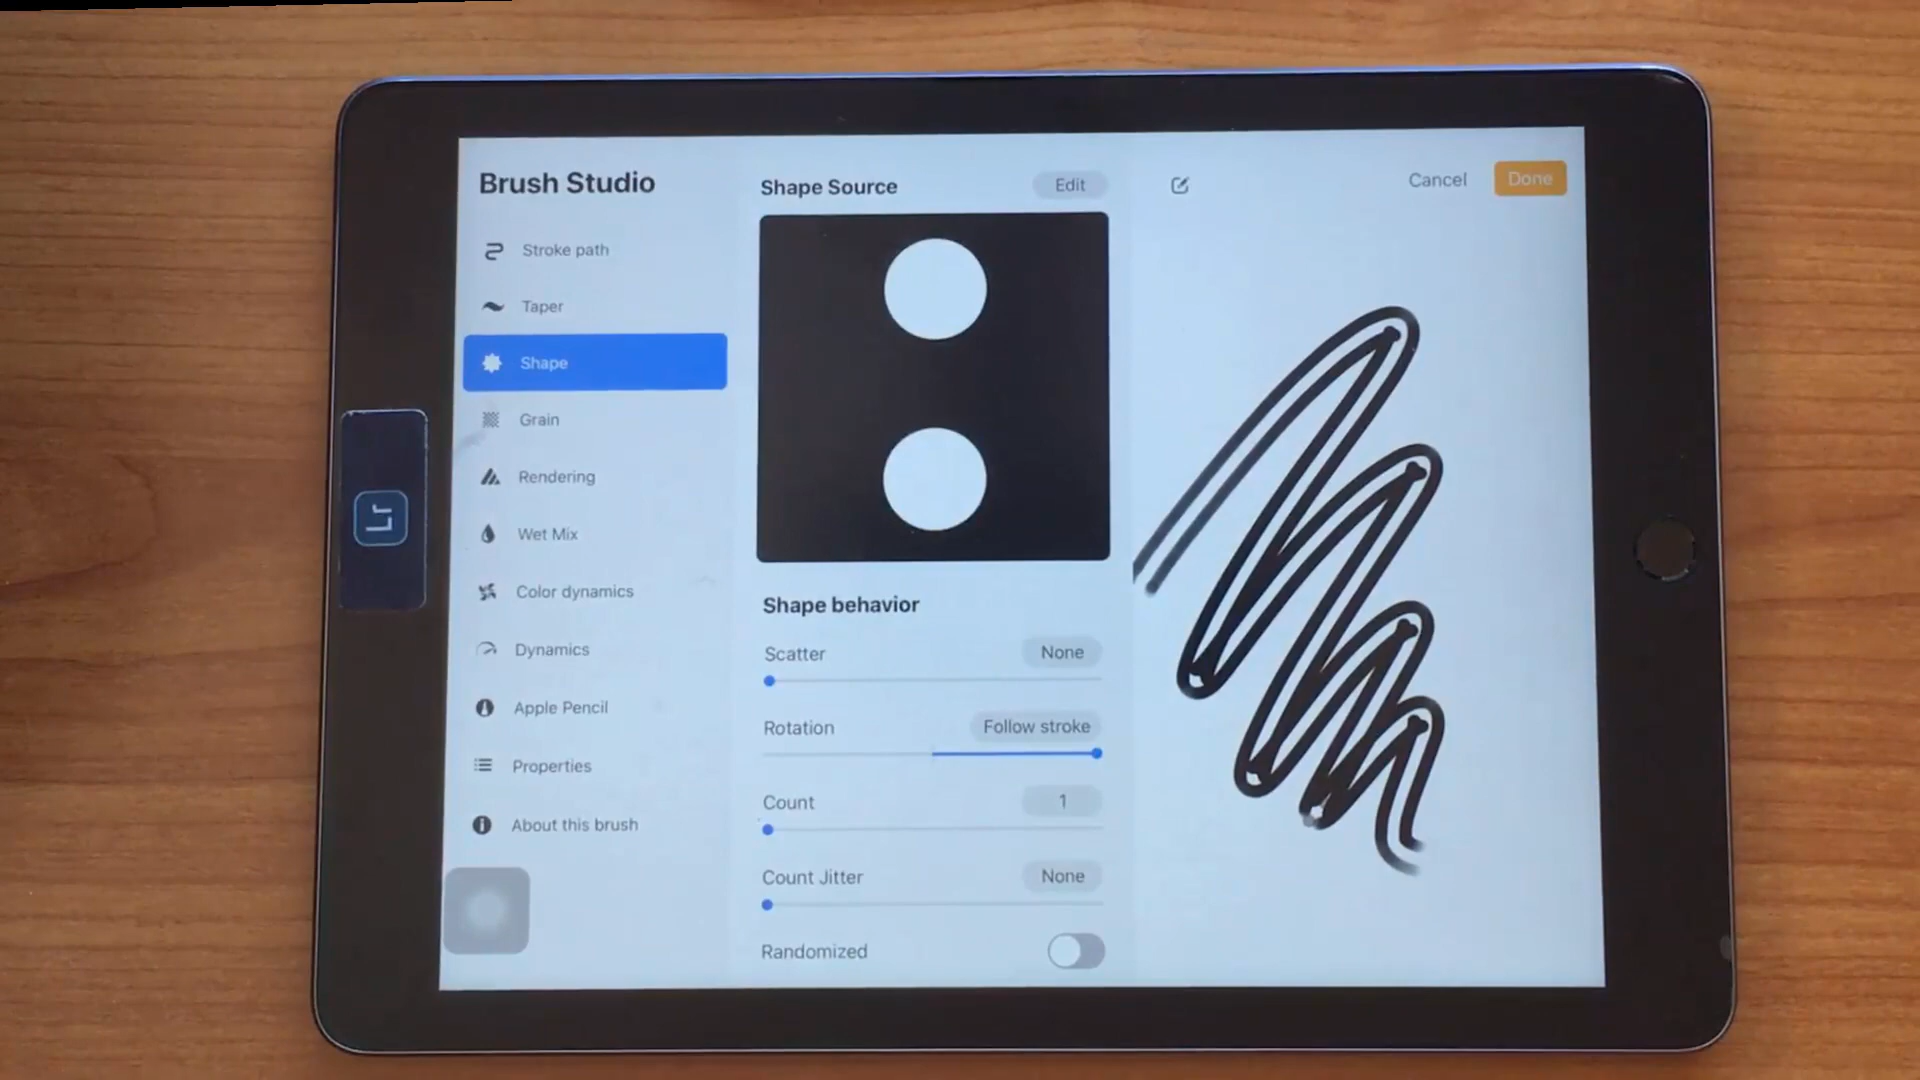 Brush Studio
Stroke path
Taper
Shape
Grain
Rendering
Wet Mix
Color dynamics
Dynamics
Apple Pencil
Properties
About this brush
Shape Source
Edit
Shape behavior
Scatter
None
Rotation
Follow stroke
Count
1
Count Jitter
None
Randomized
Cancel
Done
Lr